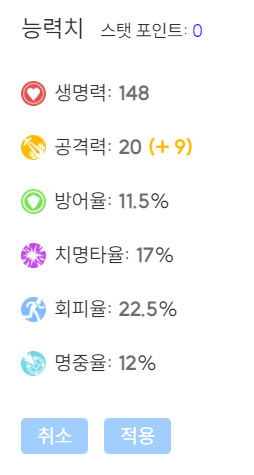 능력치 스탯 포인트: 0
생명력: 148
공격력: 20 (+ 9)
방어율: 11.5%
치명타율: 17%
회피율: 22.5%
명중율: 12%
취소 적용